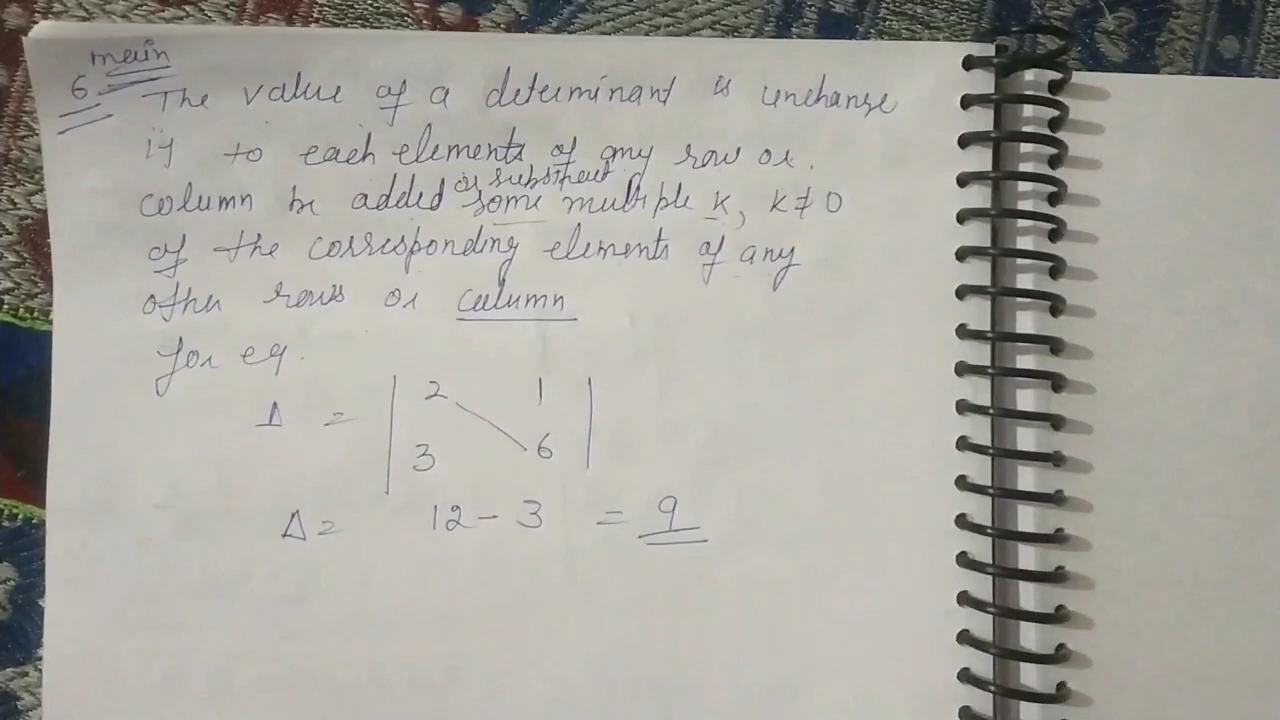 main
6 The value of a determinant is unchange
if to each elements of any row or.
or substract
column be added some multiple k, k ≠ 0
of the corresponding elements of any
other rows or column
for eg.
Δ = | 2 1 |
| 3 6 |
Δ = 12 - 3 = 9